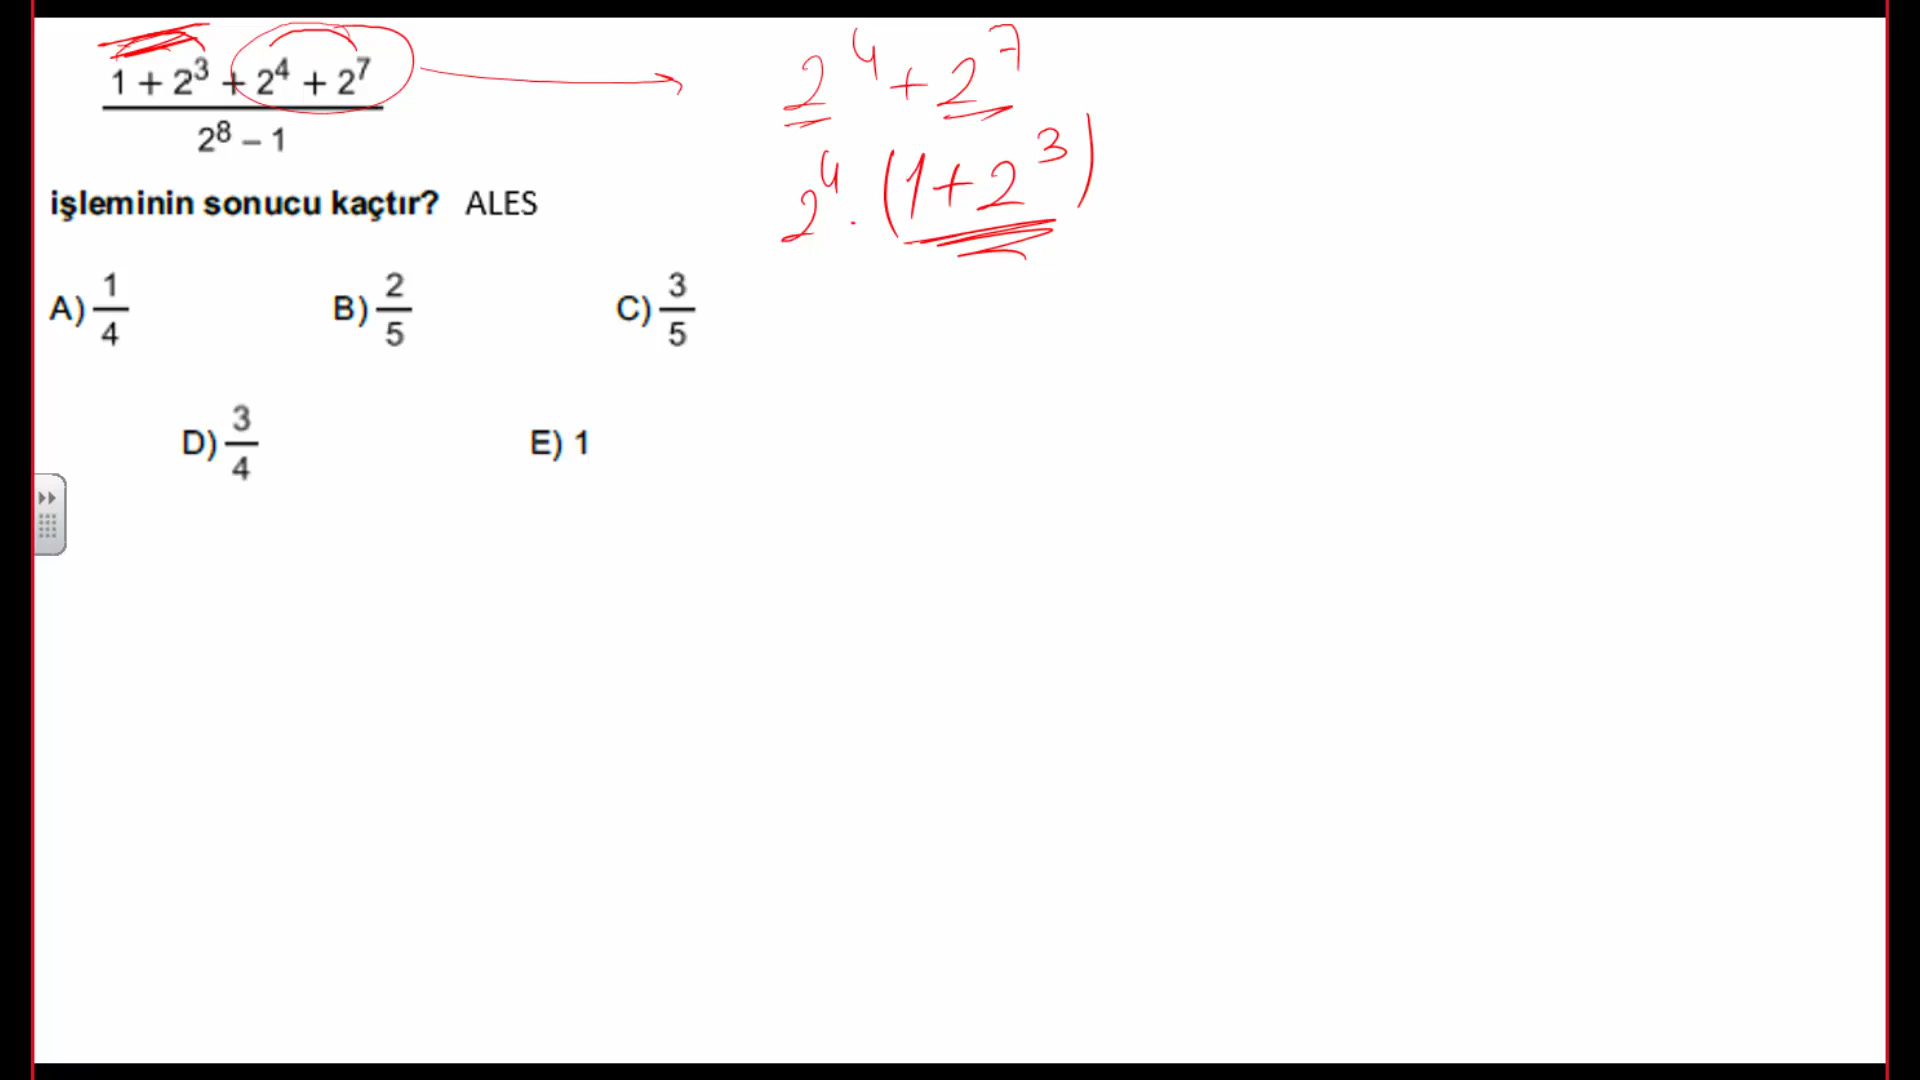 1 + 2³ + 2⁴ + 2⁷
2⁸ – 1
işleminin sonucu kaçtır? ALES
A) 1/4 B) 2/5 C) 3/5
D) 3/4 E) 1
2⁴ + 2⁷
2⁴ · (1 + 2³)